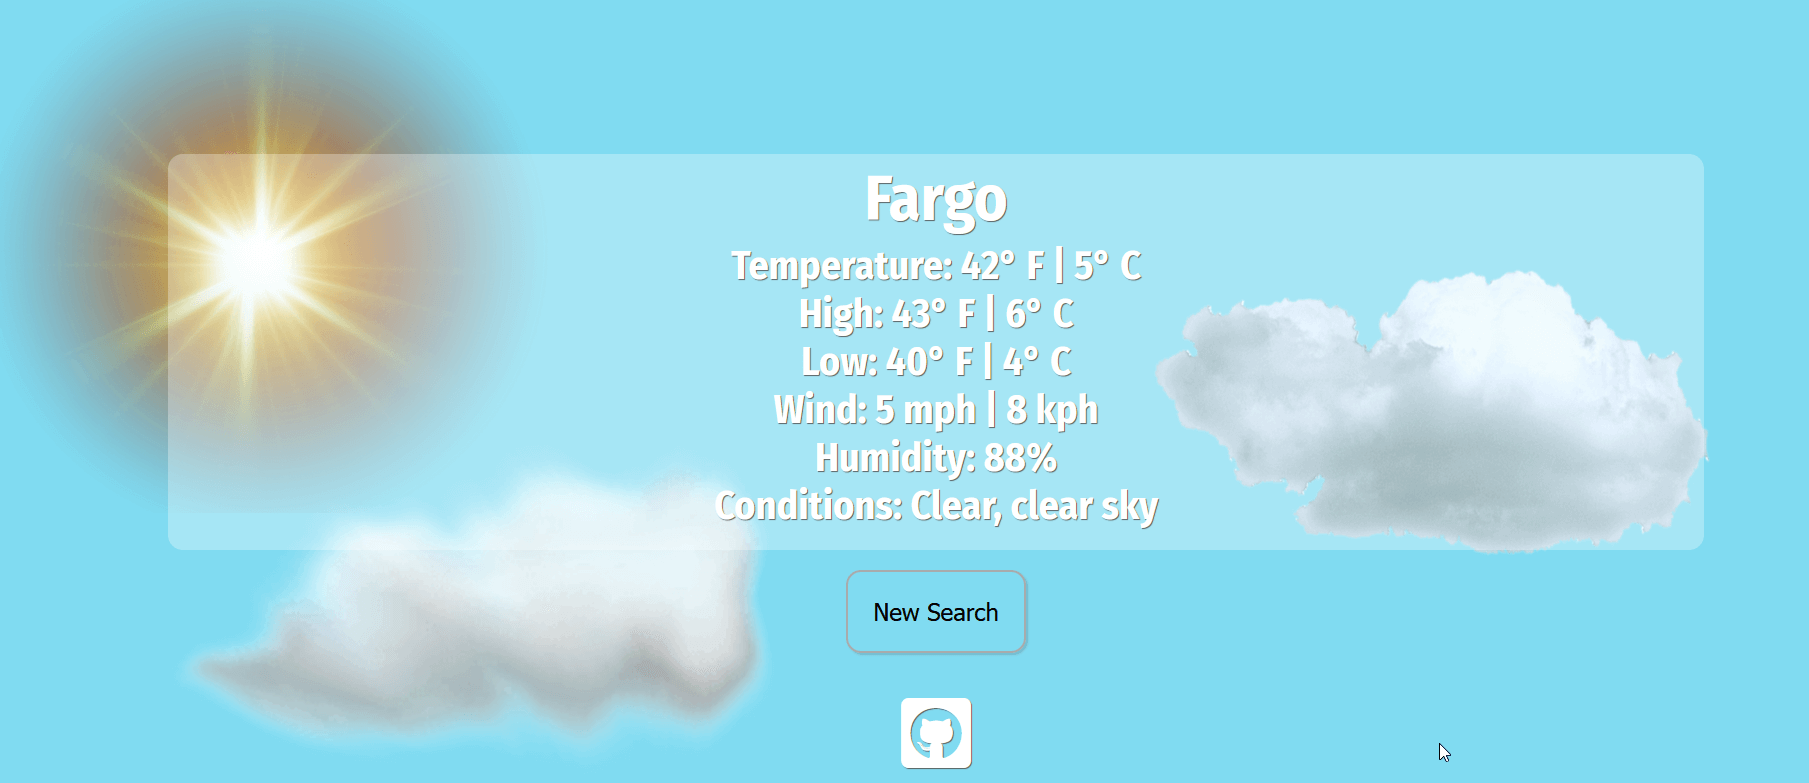 Fargo
Temperature: 42° F | 5° C
High: 43° F | 6° C
Low: 40° F | 4° C
Wind: 5 mph | 8 kph
Humidity: 88%
Conditions: Clear, clear sky
New Search